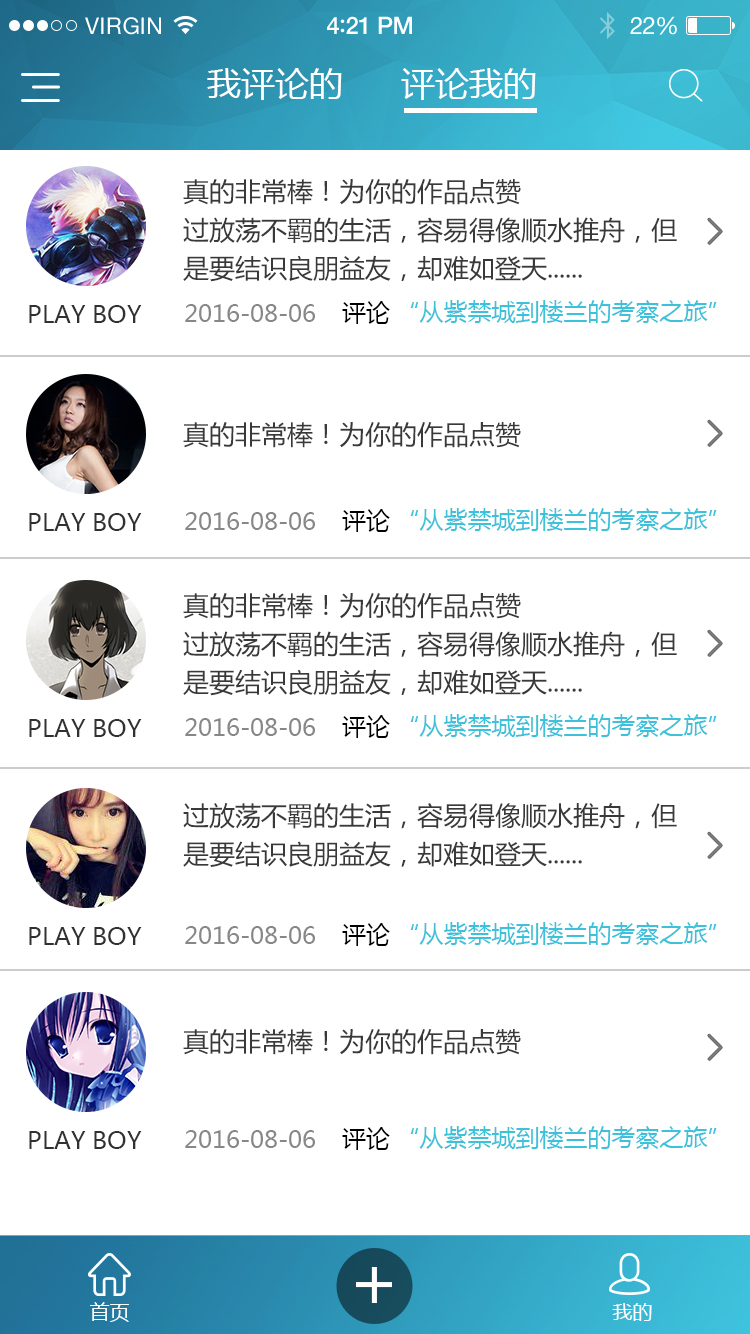 VIRGIN 4:21 PM 22%
我评论的 评论我的
真的非常棒！为你的作品点赞
过放荡不羁的生活，容易得像顺水推舟，但
是要结识良朋益友，却难如登天......
PLAY BOY 2016-08-06 评论 “从紫禁城到楼兰的考察之旅”
真的非常棒！为你的作品点赞
PLAY BOY 2016-08-06 评论 “从紫禁城到楼兰的考察之旅”
真的非常棒！为你的作品点赞
过放荡不羁的生活，容易得像顺水推舟，但
是要结识良朋益友，却难如登天......
PLAY BOY 2016-08-06 评论 “从紫禁城到楼兰的考察之旅”
过放荡不羁的生活，容易得像顺水推舟，但
是要结识良朋益友，却难如登天......
PLAY BOY 2016-08-06 评论 “从紫禁城到楼兰的考察之旅”
真的非常棒！为你的作品点赞
PLAY BOY 2016-08-06 评论 “从紫禁城到楼兰的考察之旅”
首页 我的